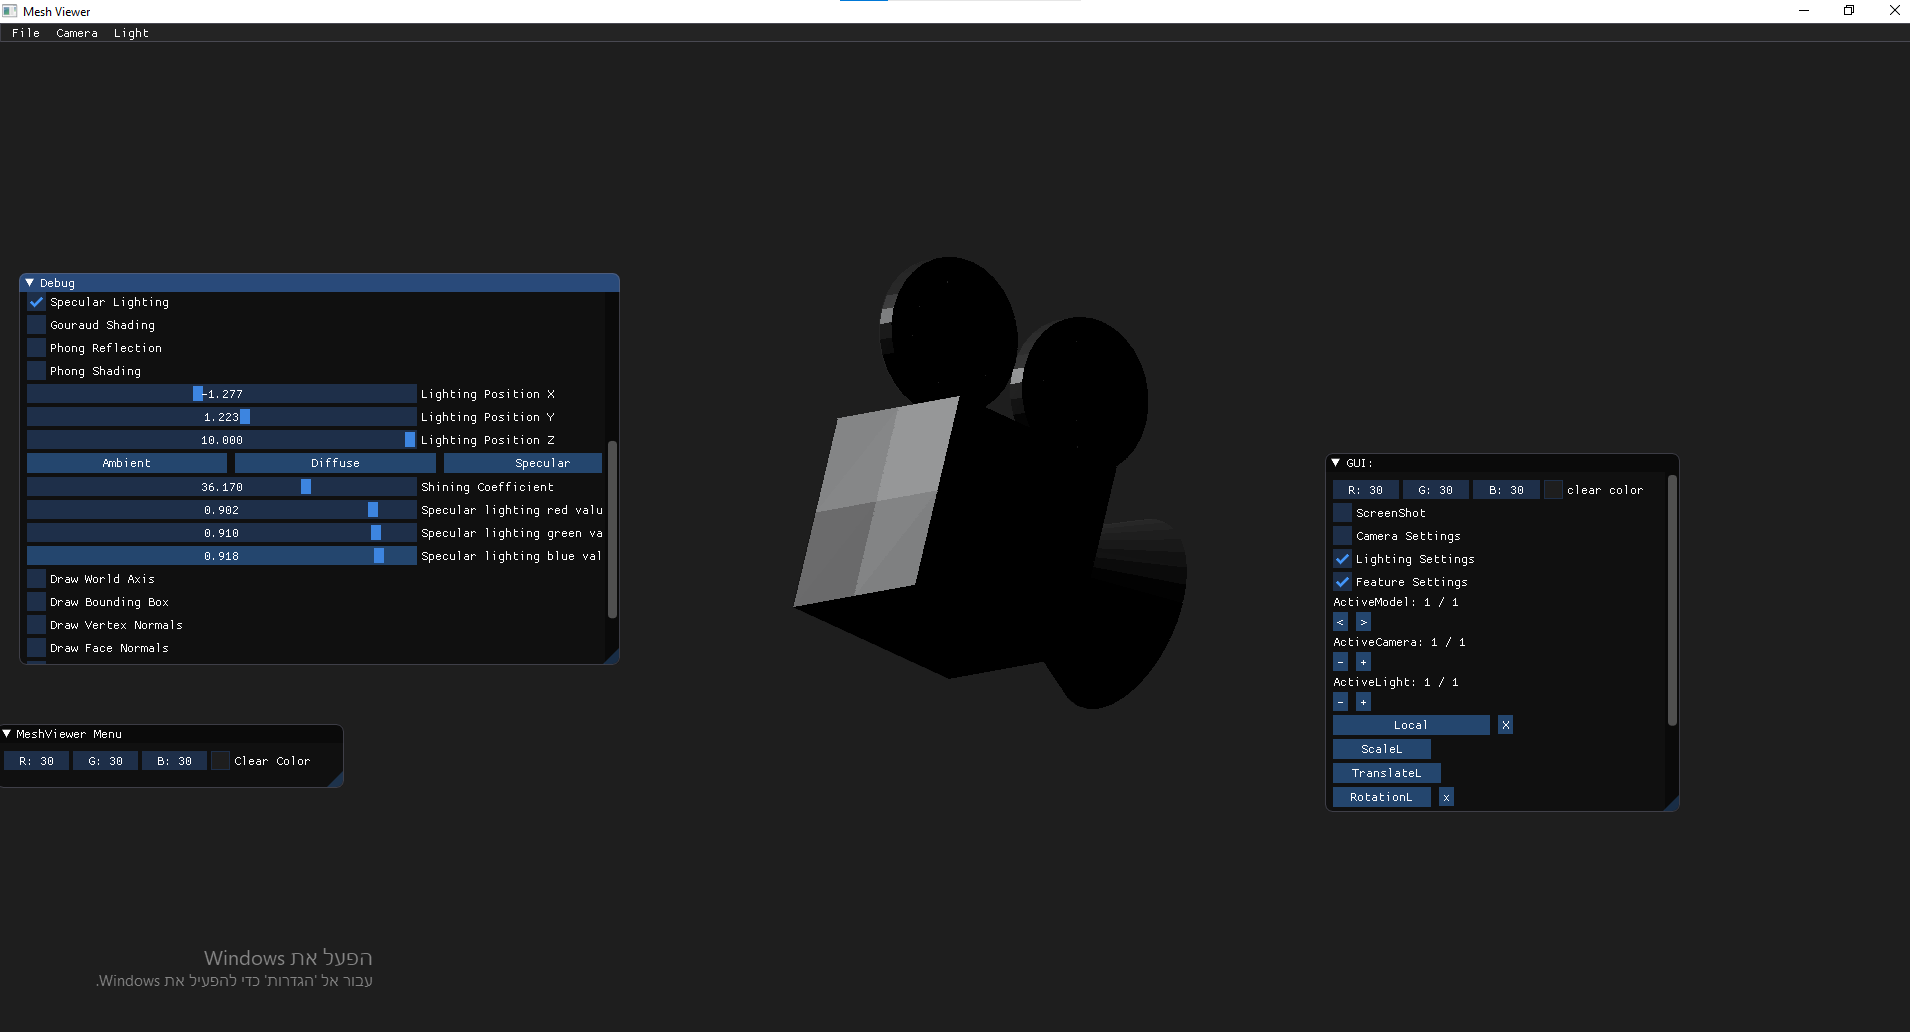 Mesh Viewer
File Camera Light
Debug
Specular Lighting
Gouraud Shading
Phong Reflection
Phong Shading
-1.277 Lighting Position X
1.223 Lighting Position Y
10.000 Lighting Position Z
Ambient Diffuse Specular
36.170 Shining Coefficient
0.902 Specular lighting red valu
0.910 Specular lighting green va
0.918 Specular lighting blue val
Draw World Axis
Draw Bounding Box
Draw Vertex Normals
Draw Face Normals
GUI:
R: 30 G: 30 B: 30 clear color
ScreenShot
Camera Settings
Lighting Settings
Feature Settings
ActiveModel: 1 / 1
< >
ActiveCamera: 1 / 1
- +
ActiveLight: 1 / 1
- +
Local X
ScaleL
TranslateL
RotationL x
MeshViewer Menu
R: 30 G: 30 B: 30 Clear Color
הפעל את Windows
עבור אל 'הגדרות' כדי להפעיל את Windows.